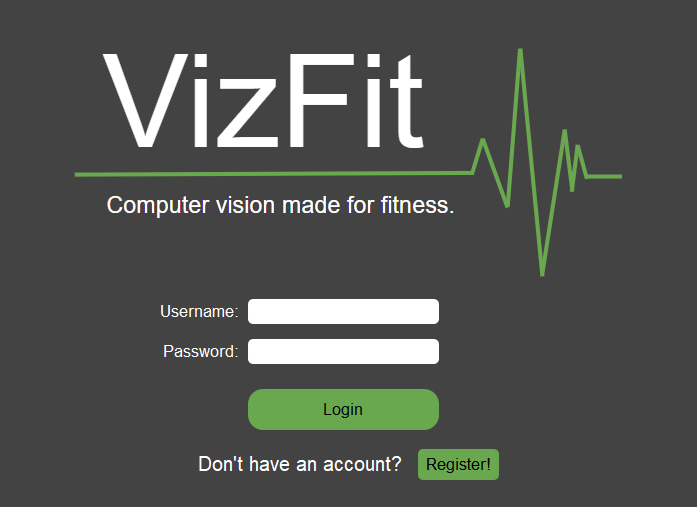 VizFit
Computer vision made for fitness.
Username:
Password:
Login
Don't have an account? Register!